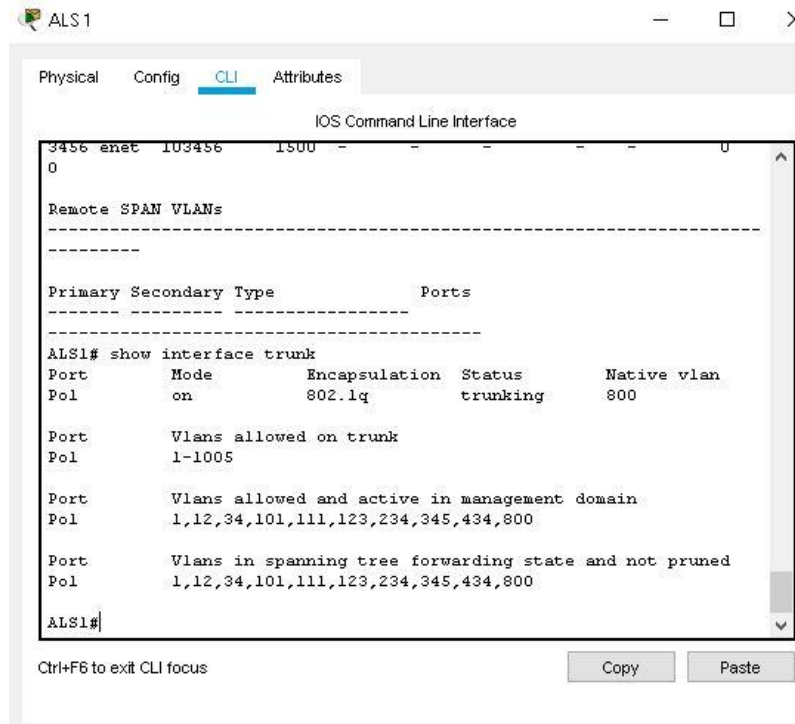 ALS1
Physical Config CLI Attributes
IOS Command Line Interface
3456 enet 103456 1500 - - - - - 0
0
Remote SPAN VLANs
------------------------------------------------------------------------------
---------
Primary Secondary Type Ports
------- --------- -----------------
------------------------------------------
ALS1# show interface trunk
Port Mode Encapsulation Status Native vlan
Po1 on 802.1q trunking 800
Port Vlans allowed on trunk
Po1 1-1005
Port Vlans allowed and active in management domain
Po1 1,12,34,101,111,123,234,345,434,800
Port Vlans in spanning tree forwarding state and not pruned
Po1 1,12,34,101,111,123,234,345,434,800
ALS1#
Ctrl+F6 to exit CLI focus
Copy Paste